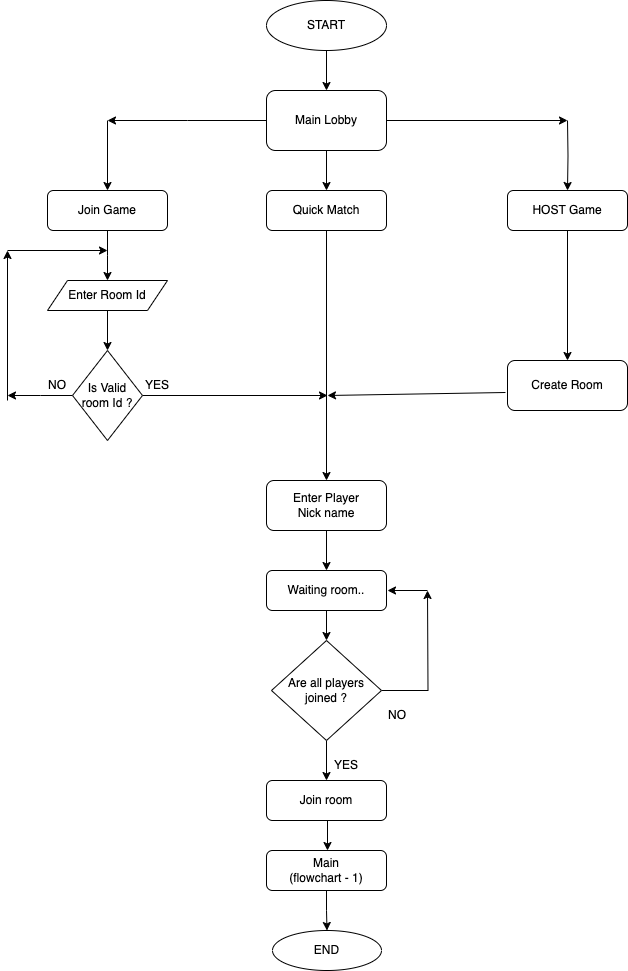 START
Main Lobby
Join Game
Quick Match
HOST Game
Enter Room Id
NO
Is Valid
room Id ?
YES
Create Room
Enter Player
Nick name
Waiting room..
Are all players
joined ?
NO
YES
Join room
Main
(flowchart - 1)
END